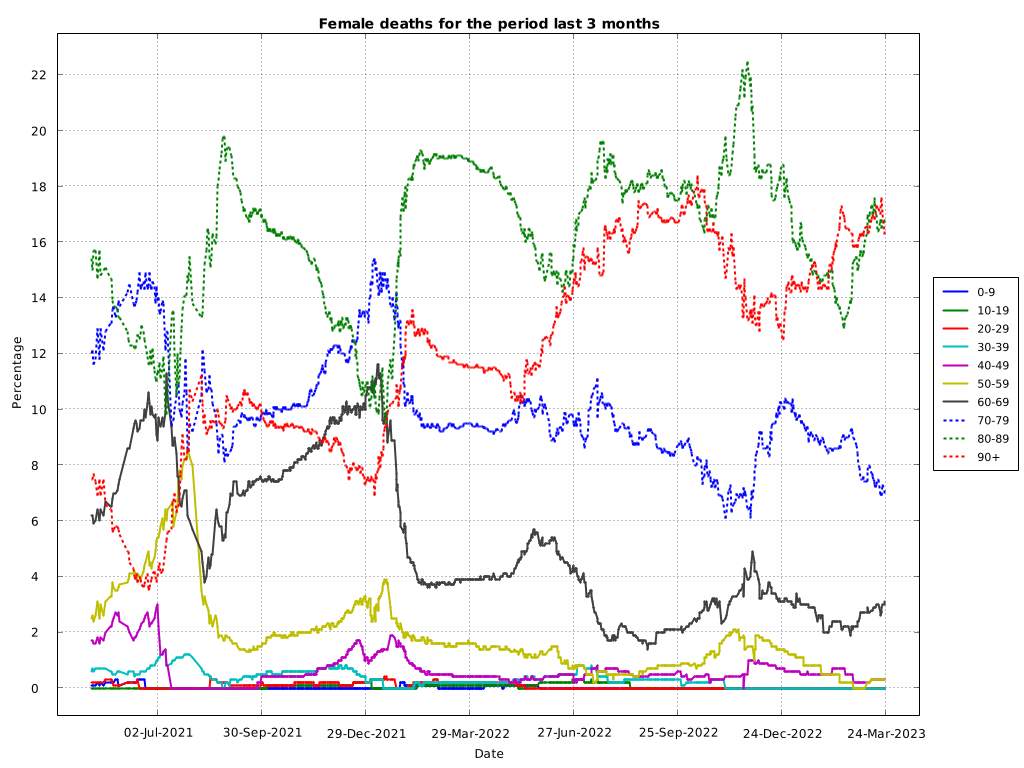 Female deaths for the period last 3 months
Percentage
22
20
18
16
14
12
10
8
6
4
2
0
02-Jul-2021
30-Sep-2021
29-Dec-2021
29-Mar-2022
27-Jun-2022
25-Sep-2022
24-Dec-2022
24-Mar-2023
Date
0-9
10-19
20-29
30-39
40-49
50-59
60-69
70-79
80-89
90+